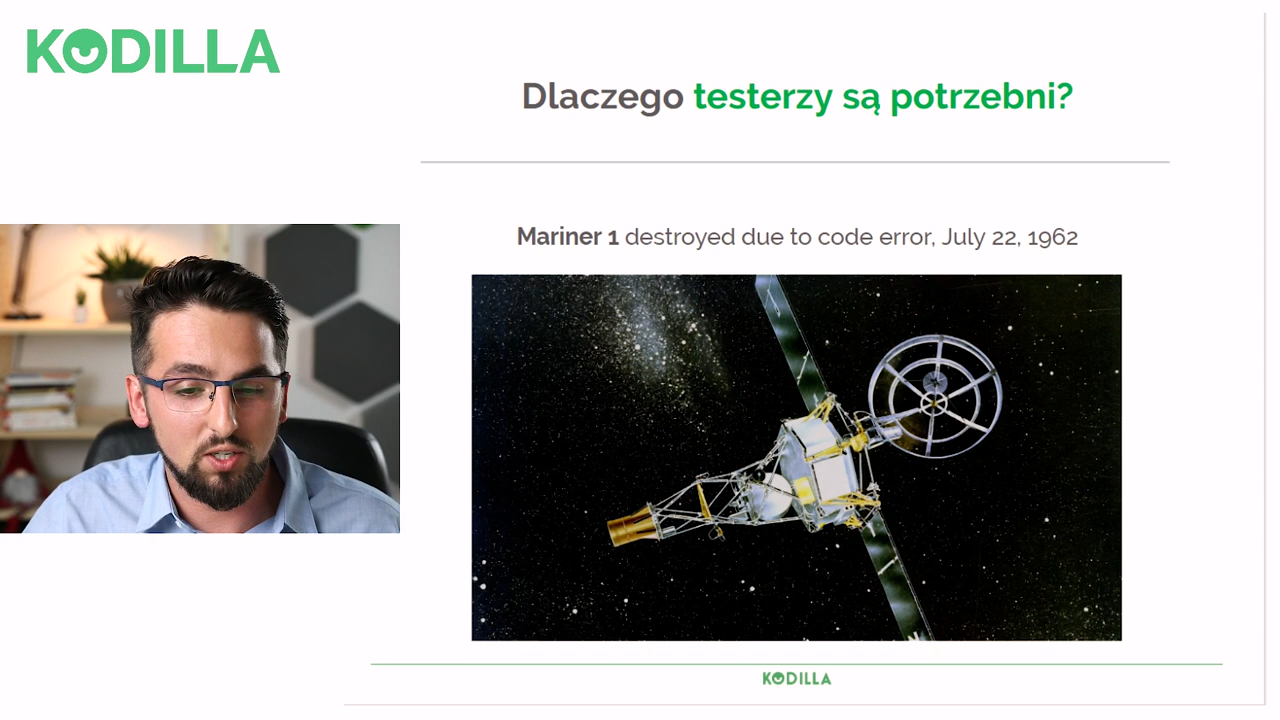 KODILLA
Dlaczego testerzy są potrzebni?
Mariner 1 destroyed due to code error, July 22, 1962
KODILLA